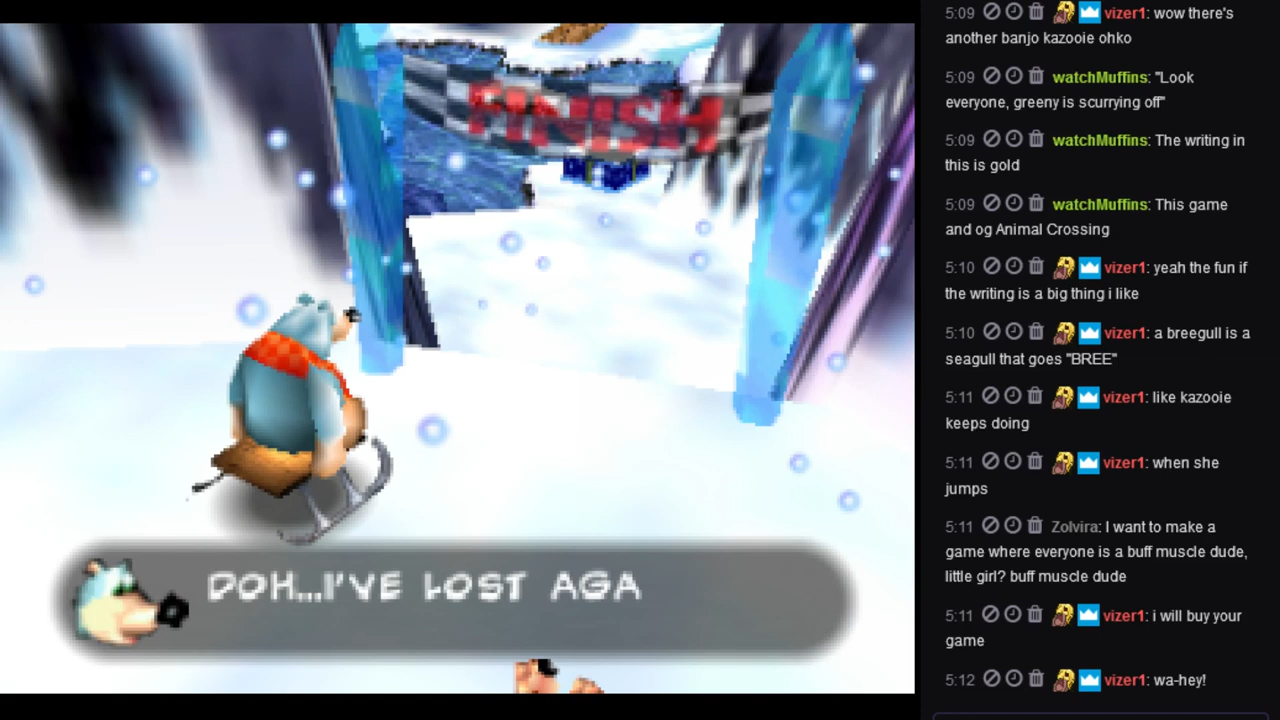 FINISH
DOH...I'VE LOST AGA
5:09 vizer1: wow there's
another banjo kazooie ohko
5:09 watchMuffins: "Look
everyone, greeny is scurrying off"
5:09 watchMuffins: The writing in
this is gold
5:09 watchMuffins: This game
and og Animal Crossing
5:10 vizer1: yeah the fun if
the writing is a big thing i like
5:10 vizer1: a breegull is a
seagull that goes "BREE"
5:11 vizer1: like kazooie
keeps doing
5:11 vizer1: when she
jumps
5:11 Zolvira: I want to make a
game where everyone is a buff muscle dude,
little girl? buff muscle dude
5:11 vizer1: i will buy your
game
5:12 vizer1: wa-hey!